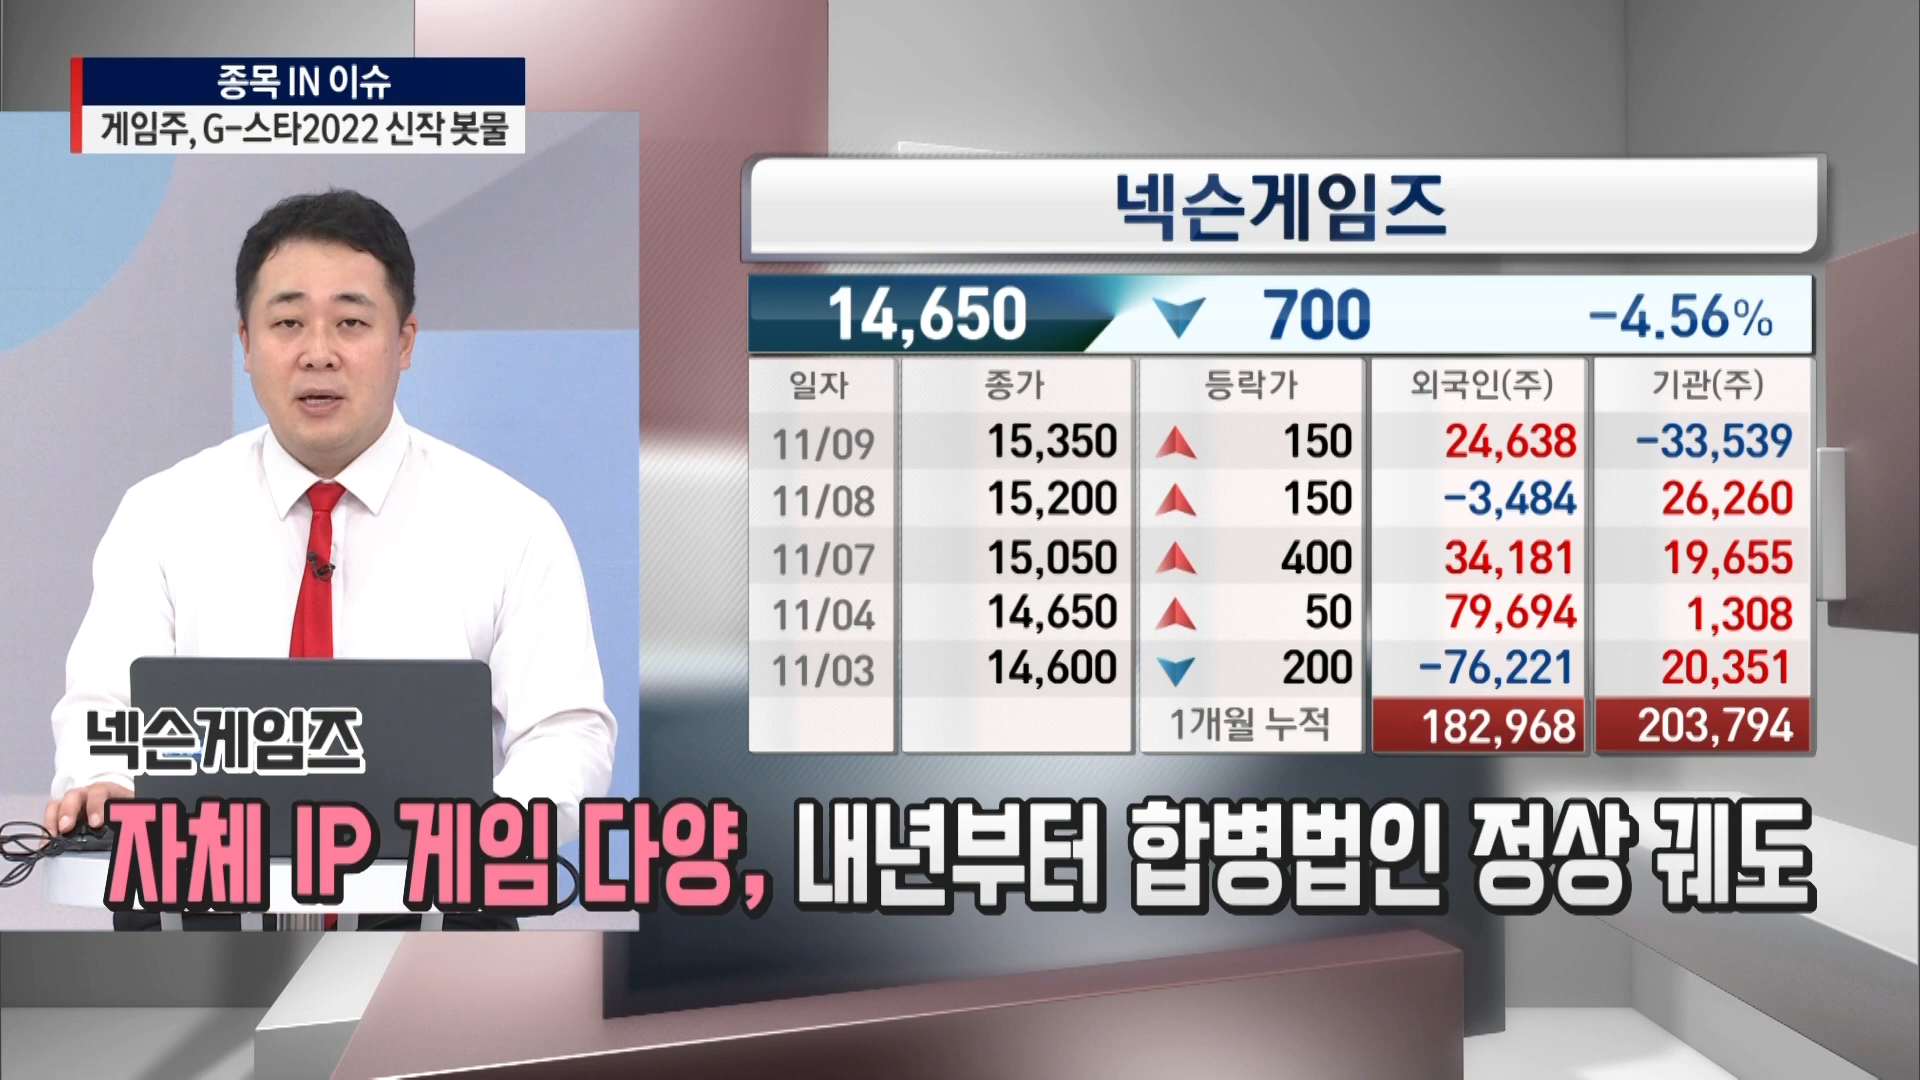 종목 IN 이슈
게임주, G-스타2022 신작 봇물
넥슨게임즈
14,650 700 -4.56%
일자 종가 등락가 외국인(주) 기관(주)
11/09 15,350 150 24,638 -33,539
11/08 15,200 150 -3,484 26,260
11/07 15,050 400 34,181 19,655
11/04 14,650 50 79,694 1,308
11/03 14,600 200 -76,221 20,351
1개월 누적 182,968 203,794
넥슨게임즈
자체 IP 게임 다양, 내년부터 합병법인 정상 궤도